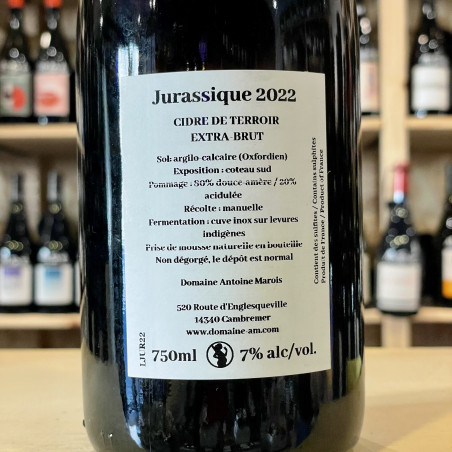 Jurassique 2022
CIDRE DE TERROIR
EXTRA-BRUT
Sol: argilo-calcaire (Oxfordien)
Exposition : coteau sud
Pommage : 80% douce-amère / 20%
acidulée
Récolte : manuelle
Fermentation : cuve inox sur levures
indigènes
Prise de mousse naturelle en bouteille
Non dégorgé, le dépôt est normal
Domaine Antoine Marois
520 Route d'Englesqueville
14340 Cambremer
www.domaine-am.com
750ml 7% alc/vol.
LJUR22
Contient des sulfites / Contains sulphites
Produit de France / Product of France